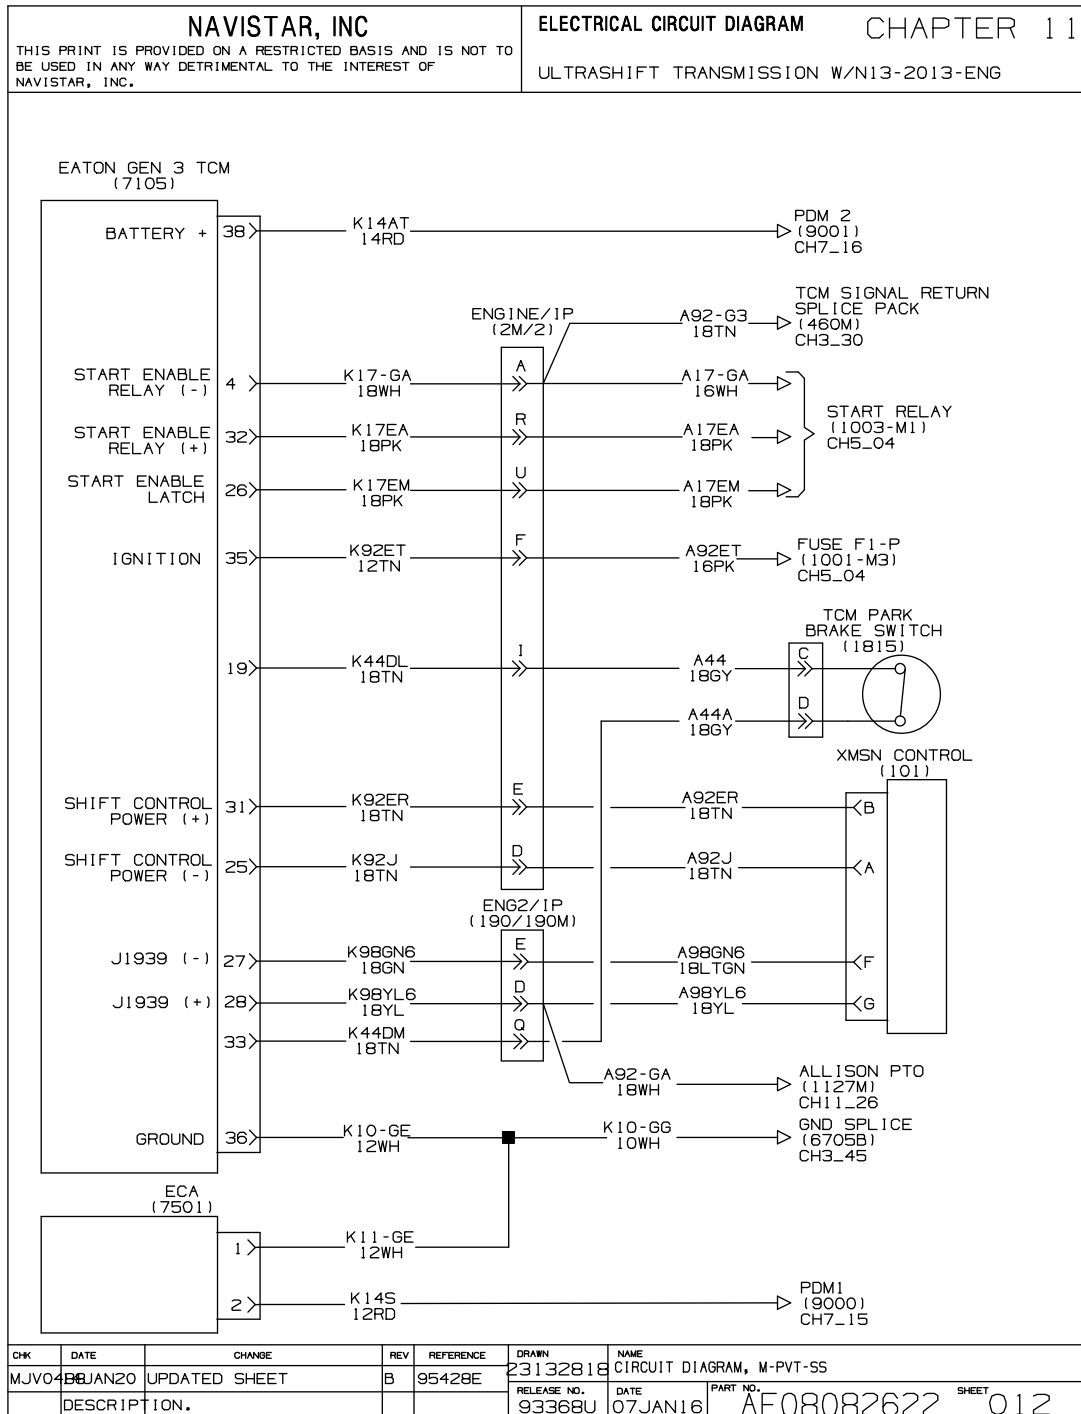 NAVISTAR, INC
THIS PRINT IS PROVIDED ON A RESTRICTED BASIS AND IS NOT TO
BE USED IN ANY WAY DETRIMENTAL TO THE INTEREST OF
NAVISTAR, INC.
ELECTRICAL CIRCUIT DIAGRAM CHAPTER 11
ULTRASHIFT TRANSMISSION W/N13-2013-ENG
EATON GEN 3 TCM
(7105)
BATTERY + 38
K14AT
14RD
PDM 2
(9001)
CH7_16
TCM SIGNAL RETURN
SPLICE PACK
(460M)
CH3_30
ENGINE/IP
(2M/2)
A92-G3
18TN
START ENABLE
RELAY (-)
4
K17-GA
18WH
A
A17-GA
16WH
START RELAY
(1003-M1)
CH5_04
START ENABLE
RELAY (+)
32
K17EA
18PK
R
A17EA
18PK
START ENABLE
LATCH
26
K17EM
18PK
U
A17EM
18PK
IGNITION 35
K92ET
12TN
F
A92ET
16PK
FUSE F1-P
(1001-M3)
CH5_04
TCM PARK
BRAKE SWITCH
(1815)
19
K44DL
18TN
I
A44
18GY
C
A44A
18GY
D
XMSN CONTROL
(101)
SHIFT CONTROL
POWER (+)
31
K92ER
18TN
E
A92ER
18TN
B
SHIFT CONTROL
POWER (-)
25
K92J
18TN
D
A92J
18TN
A
ENG2/IP
(190/190M)
J1939 (-) 27
K98GN6
18GN
E
A98GN6
18LTGN
F
J1939 (+) 28
K98YL6
18YL
D
A98YL6
18YL
G
33
K44DM
18TN
Q
A92-GA
18WH
ALLISON PTO
(1127M)
CH11_26
GROUND 36
K10-GE
12WH
K10-GG
10WH
GND SPLICE
(6705B)
CH3_45
ECA
(7501)
1
K11-GE
12WH
2
K14S
12RD
PDM1
(9000)
CH7_15
CHK DATE CHANGE REV REFERENCE DRAWN NAME
UPDATED SHEET B 95428E 23132818 CIRCUIT DIAGRAM, M-PVT-SS
DESCRIPTION.
RELEASE NO. DATE PART NO. SHEET
93368U 07JAN16 AF08082622 012